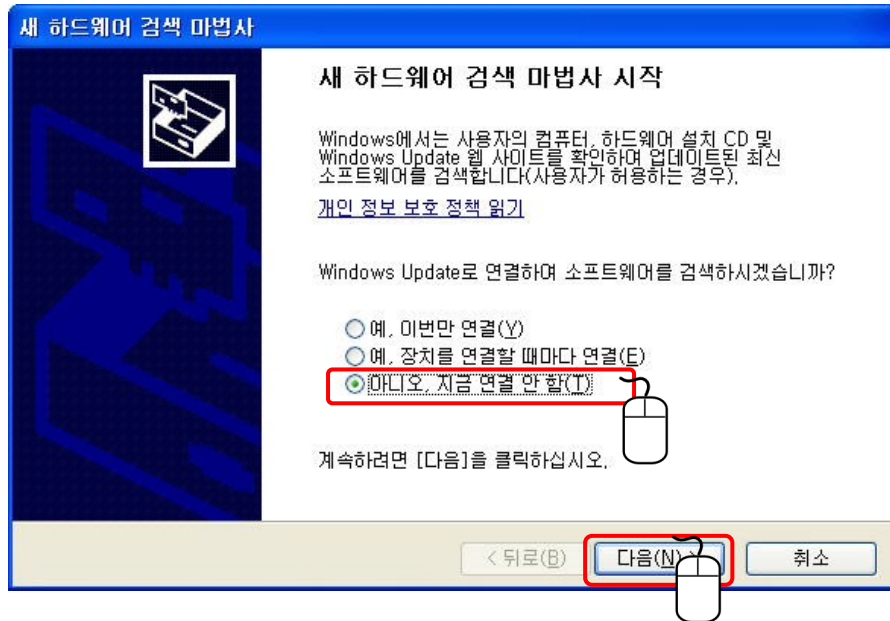 새 하드웨어 검색 마법사
새 하드웨어 검색 마법사 시작
Windows에서는 사용자의 컴퓨터, 하드웨어 설치 CD 및
Windows Update 웹 사이트를 확인하여 업데이트된 최신
소프트웨어를 검색합니다(사용자가 허용하는 경우).
개인 정보 보호 정책 읽기
Windows Update로 연결하여 소프트웨어를 검색하시겠습니까?
예, 이번만 연결(Y)
예, 장치를 연결할 때마다 연결(E)
아니오, 지금 연결 안 함(T)
계속하려면 [다음]을 클릭하십시오.
< 뒤로(B) 다음(N) > 취소